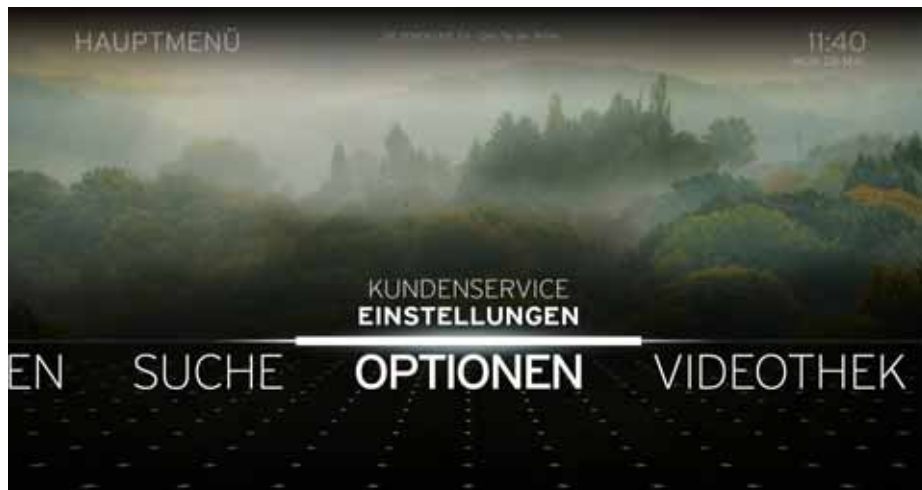 HAUPTMENÜ
11:40
KUNDENSERVICE
EINSTELLUNGEN
EN SUCHE OPTIONEN VIDEOTHEK